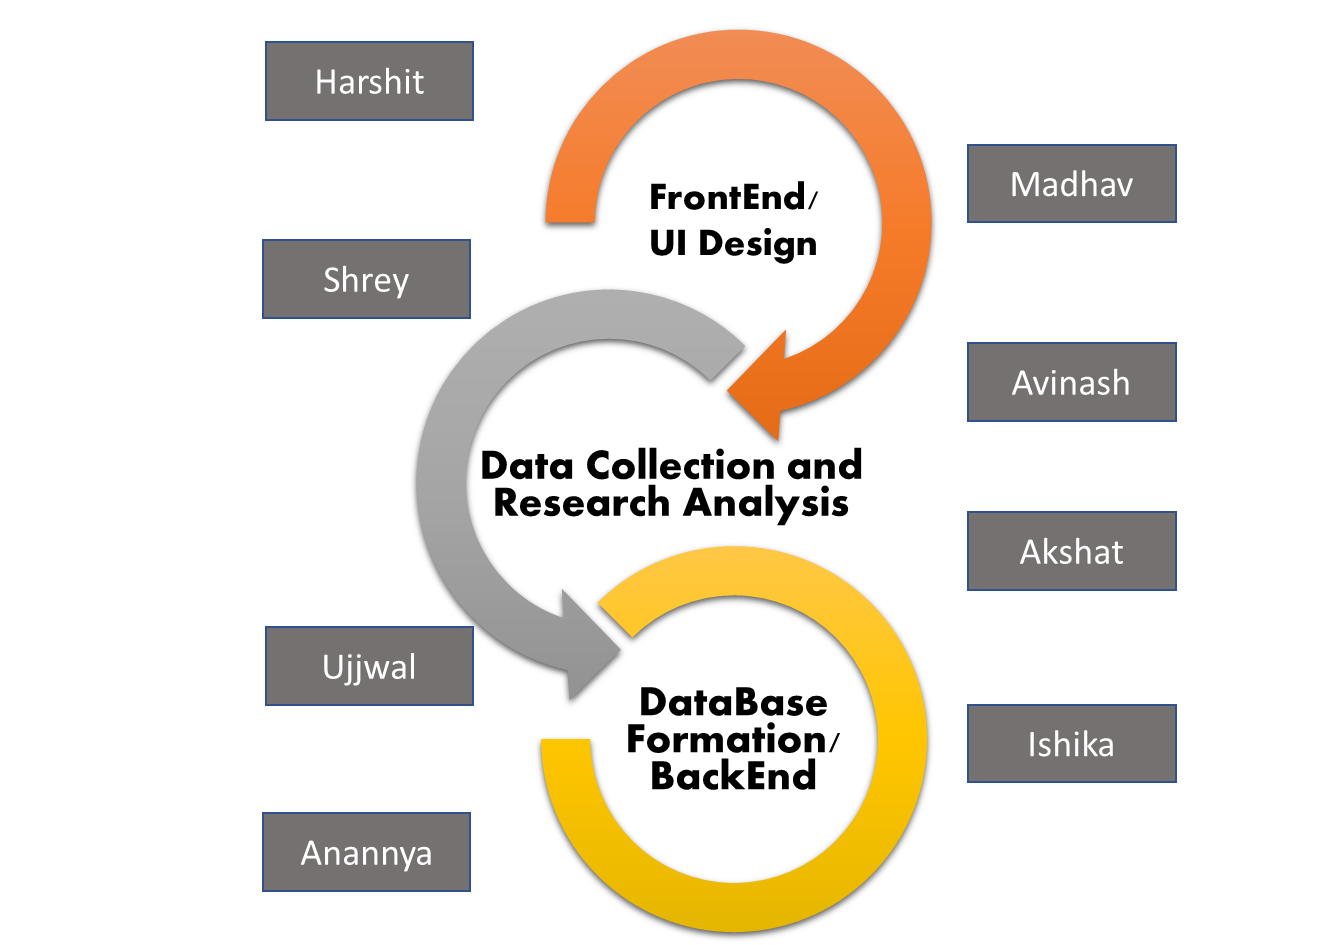 Harshit
Madhav
FrontEnd/
UI Design
Shrey
Avinash
Data Collection and
Research Analysis
Akshat
Ujjwal
DataBase
Formation/
BackEnd
Ishika
Anannya